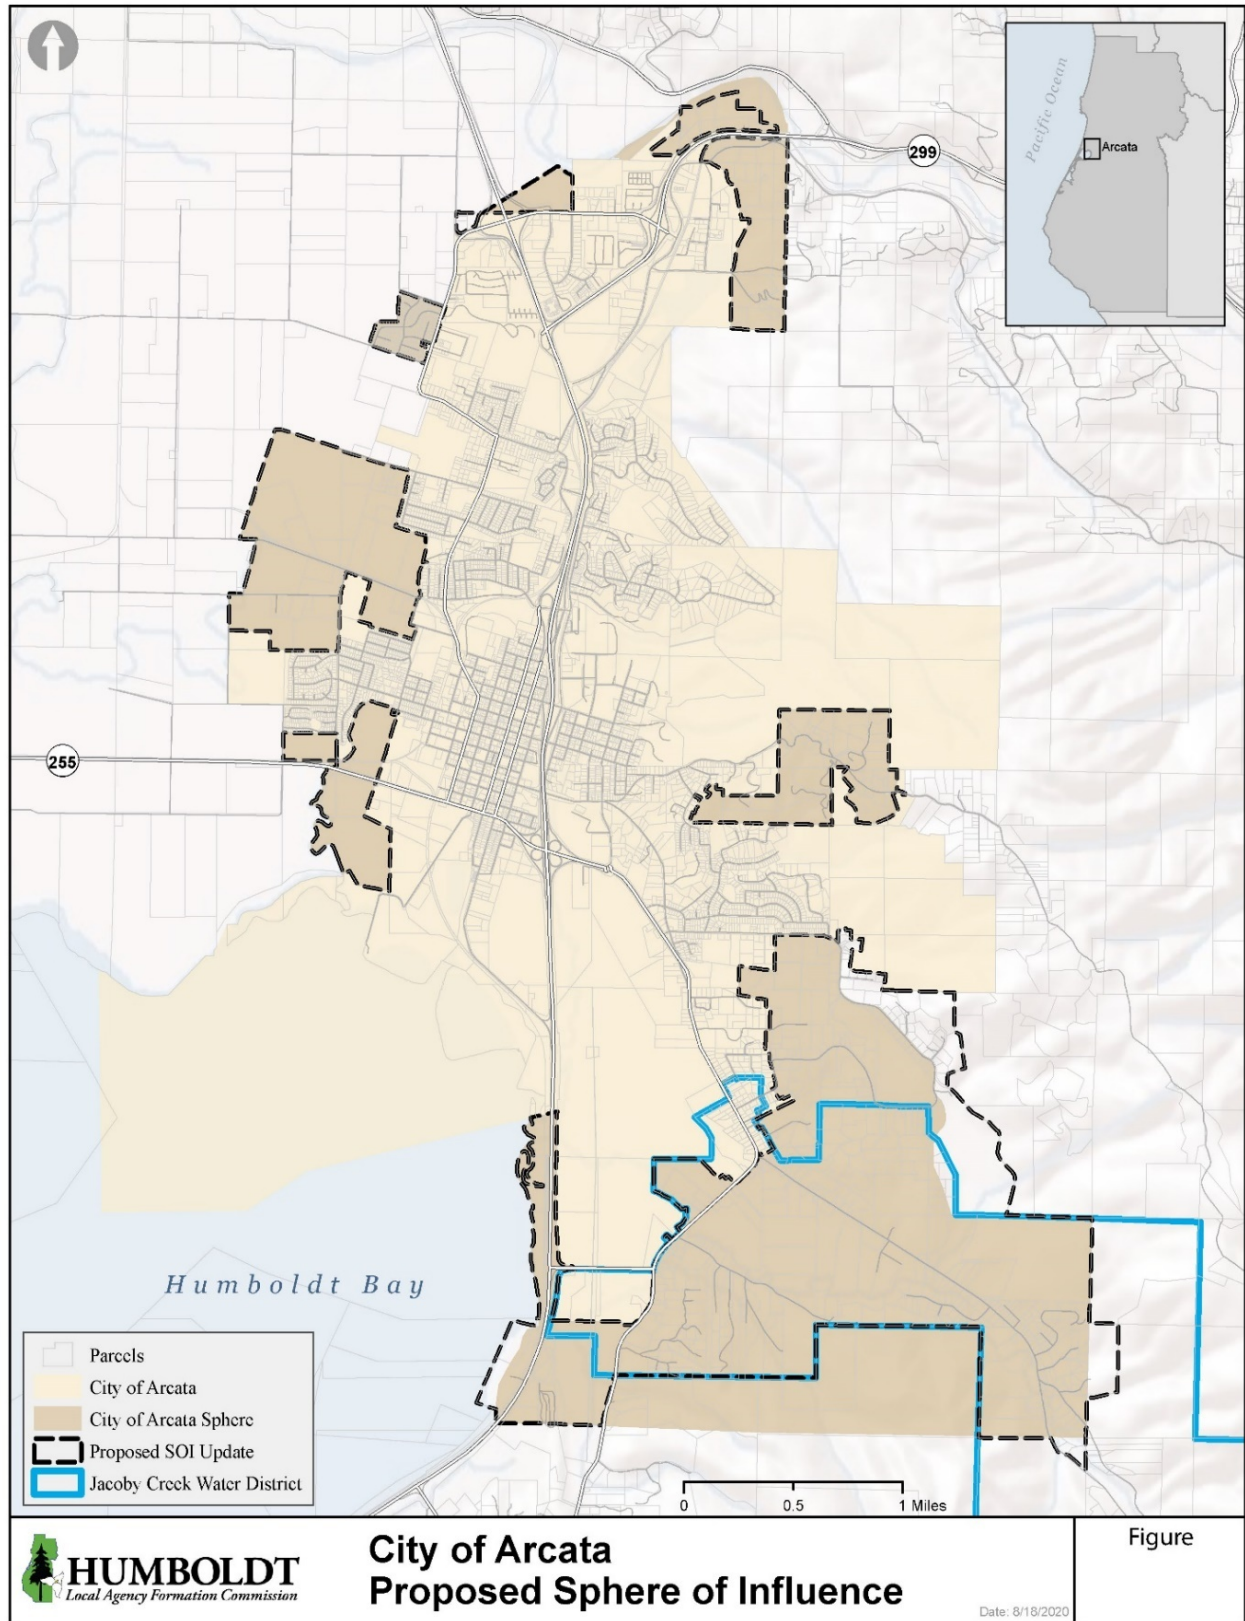 299
Pacific Ocean
Arcata
255
Humboldt Bay
Parcels
City of Arcata
City of Arcata Sphere
Proposed SOI Update
Jacoby Creek Water District
0 0.5 1 Miles
HUMBOLDT
Local Agency Formation Commission
City of Arcata
Proposed Sphere of Influence
Figure
Date: 8/18/2020